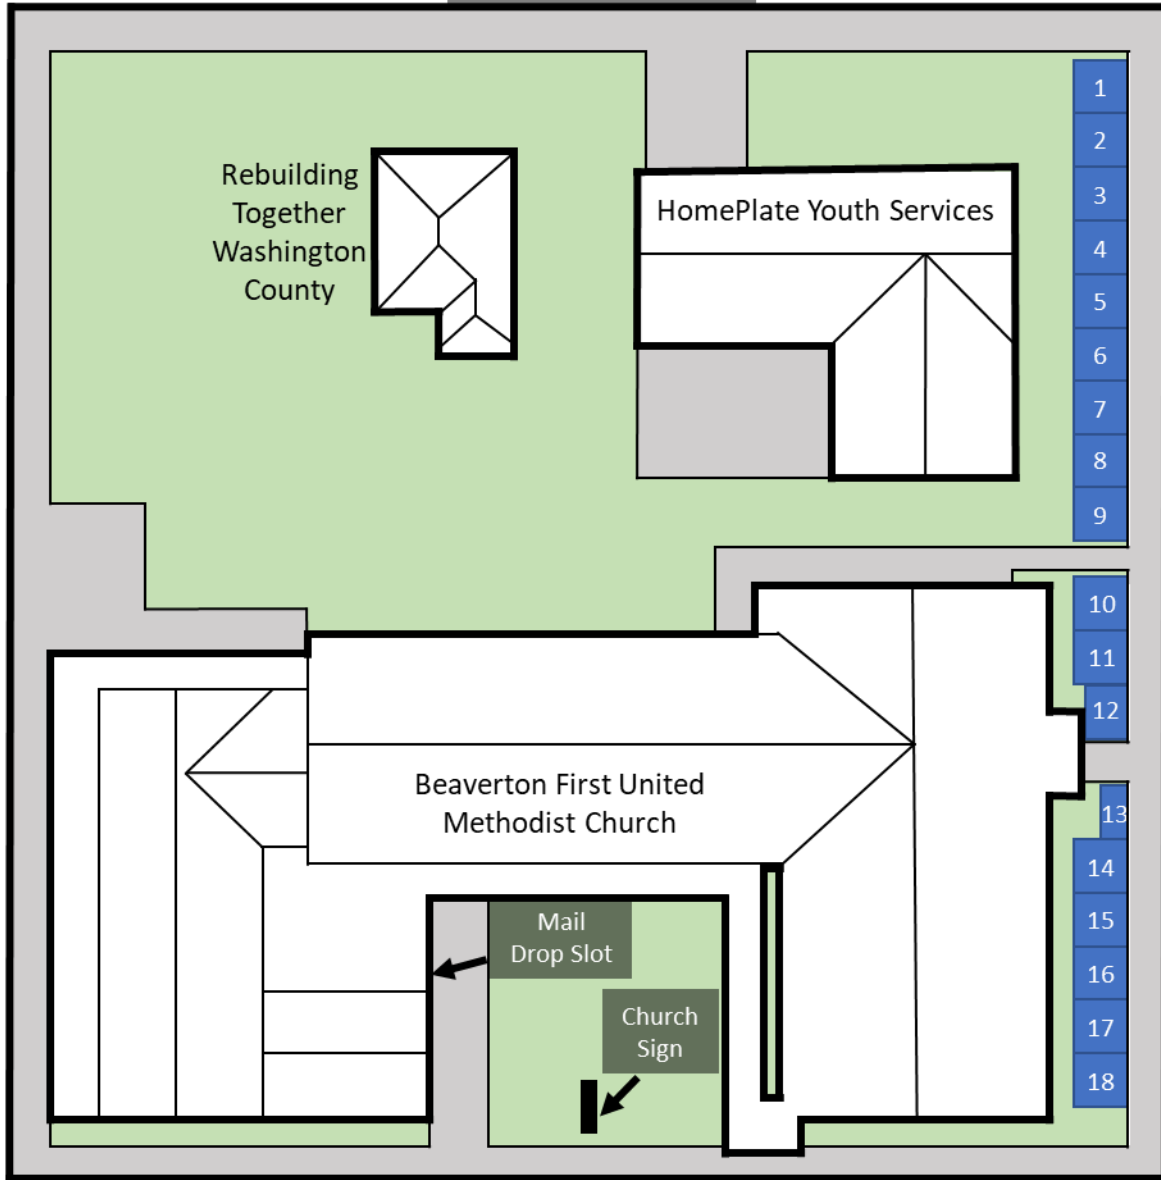 Rebuilding
Together
Washington
County
HomePlate Youth Services
1
2
3
4
5
6
7
8
9
10
11
12
Beaverton First United
Methodist Church
13
14
15
16
17
18
Mail
Drop Slot
Church
Sign